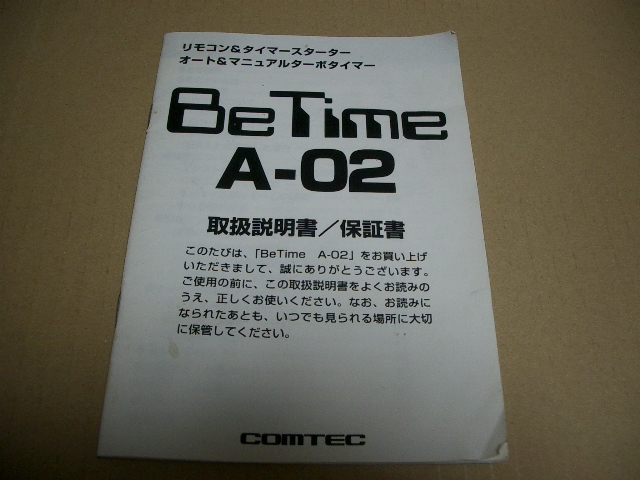 リモコン&タイマースターター
オート&マニュアルターボタイマー
BeTime
A-02
取扱説明書／保証書
このたびは、「BeTime A-02」をお買い上げ
いただきまして、誠にありがとうございます。
ご使用の前に、この取扱説明書をよくお読みの
うえ、正しくお使いください。なお、お読みに
なられたあとも、いつでも見られる場所に大切
に保管してください。
COMTEC